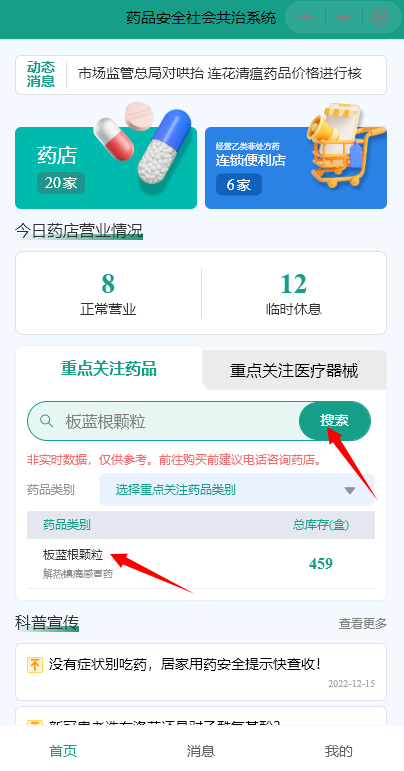 药品安全社会共治系统
动态
消息
市场监管总局对哄抬 连花清瘟药品价格进行核
药店
20家
经营乙类非处方药
连锁便利店
6家
今日药店营业情况
8
正常营业
12
临时休息
重点关注药品
重点关注医疗器械
板蓝根颗粒
搜索
非实时数据，仅供参考。前往购买前建议电话咨询药店。
药品类别
选择重点关注药品类别
药品类别
总库存(盒)
板蓝根颗粒
解热镇痛感冒药
459
科普宣传
查看更多
没有症状别吃药，居家用药安全提示快查收！
2022-12-15
首页
消息
我的